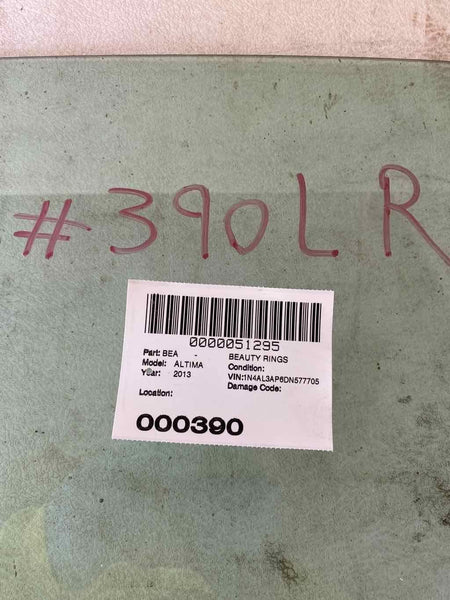 #390LR
0000051295
Part: BEA - BEAUTY RINGS
Model: ALTIMA Condition:
Year: 2013 VIN:1N4AL3AP6DN577705
Damage Code:
Location:
000390